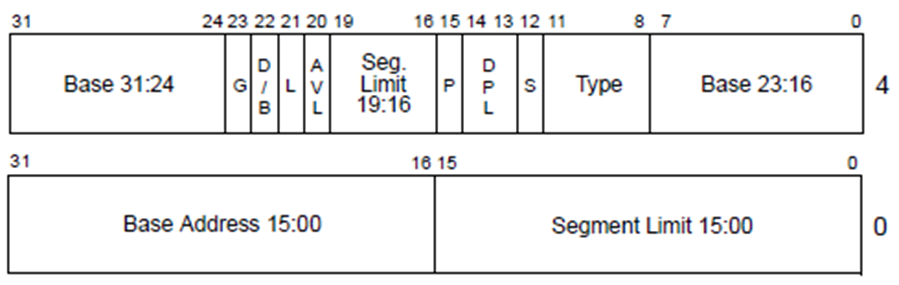 31 24 23 22 21 20 19 16 15 14 13 12 11 8 7 0
Base 31:24 G D/B L AVL Seg. Limit 19:16 P DPL S Type Base 23:16 4
31 16 15 0
Base Address 15:00 Segment Limit 15:00 0